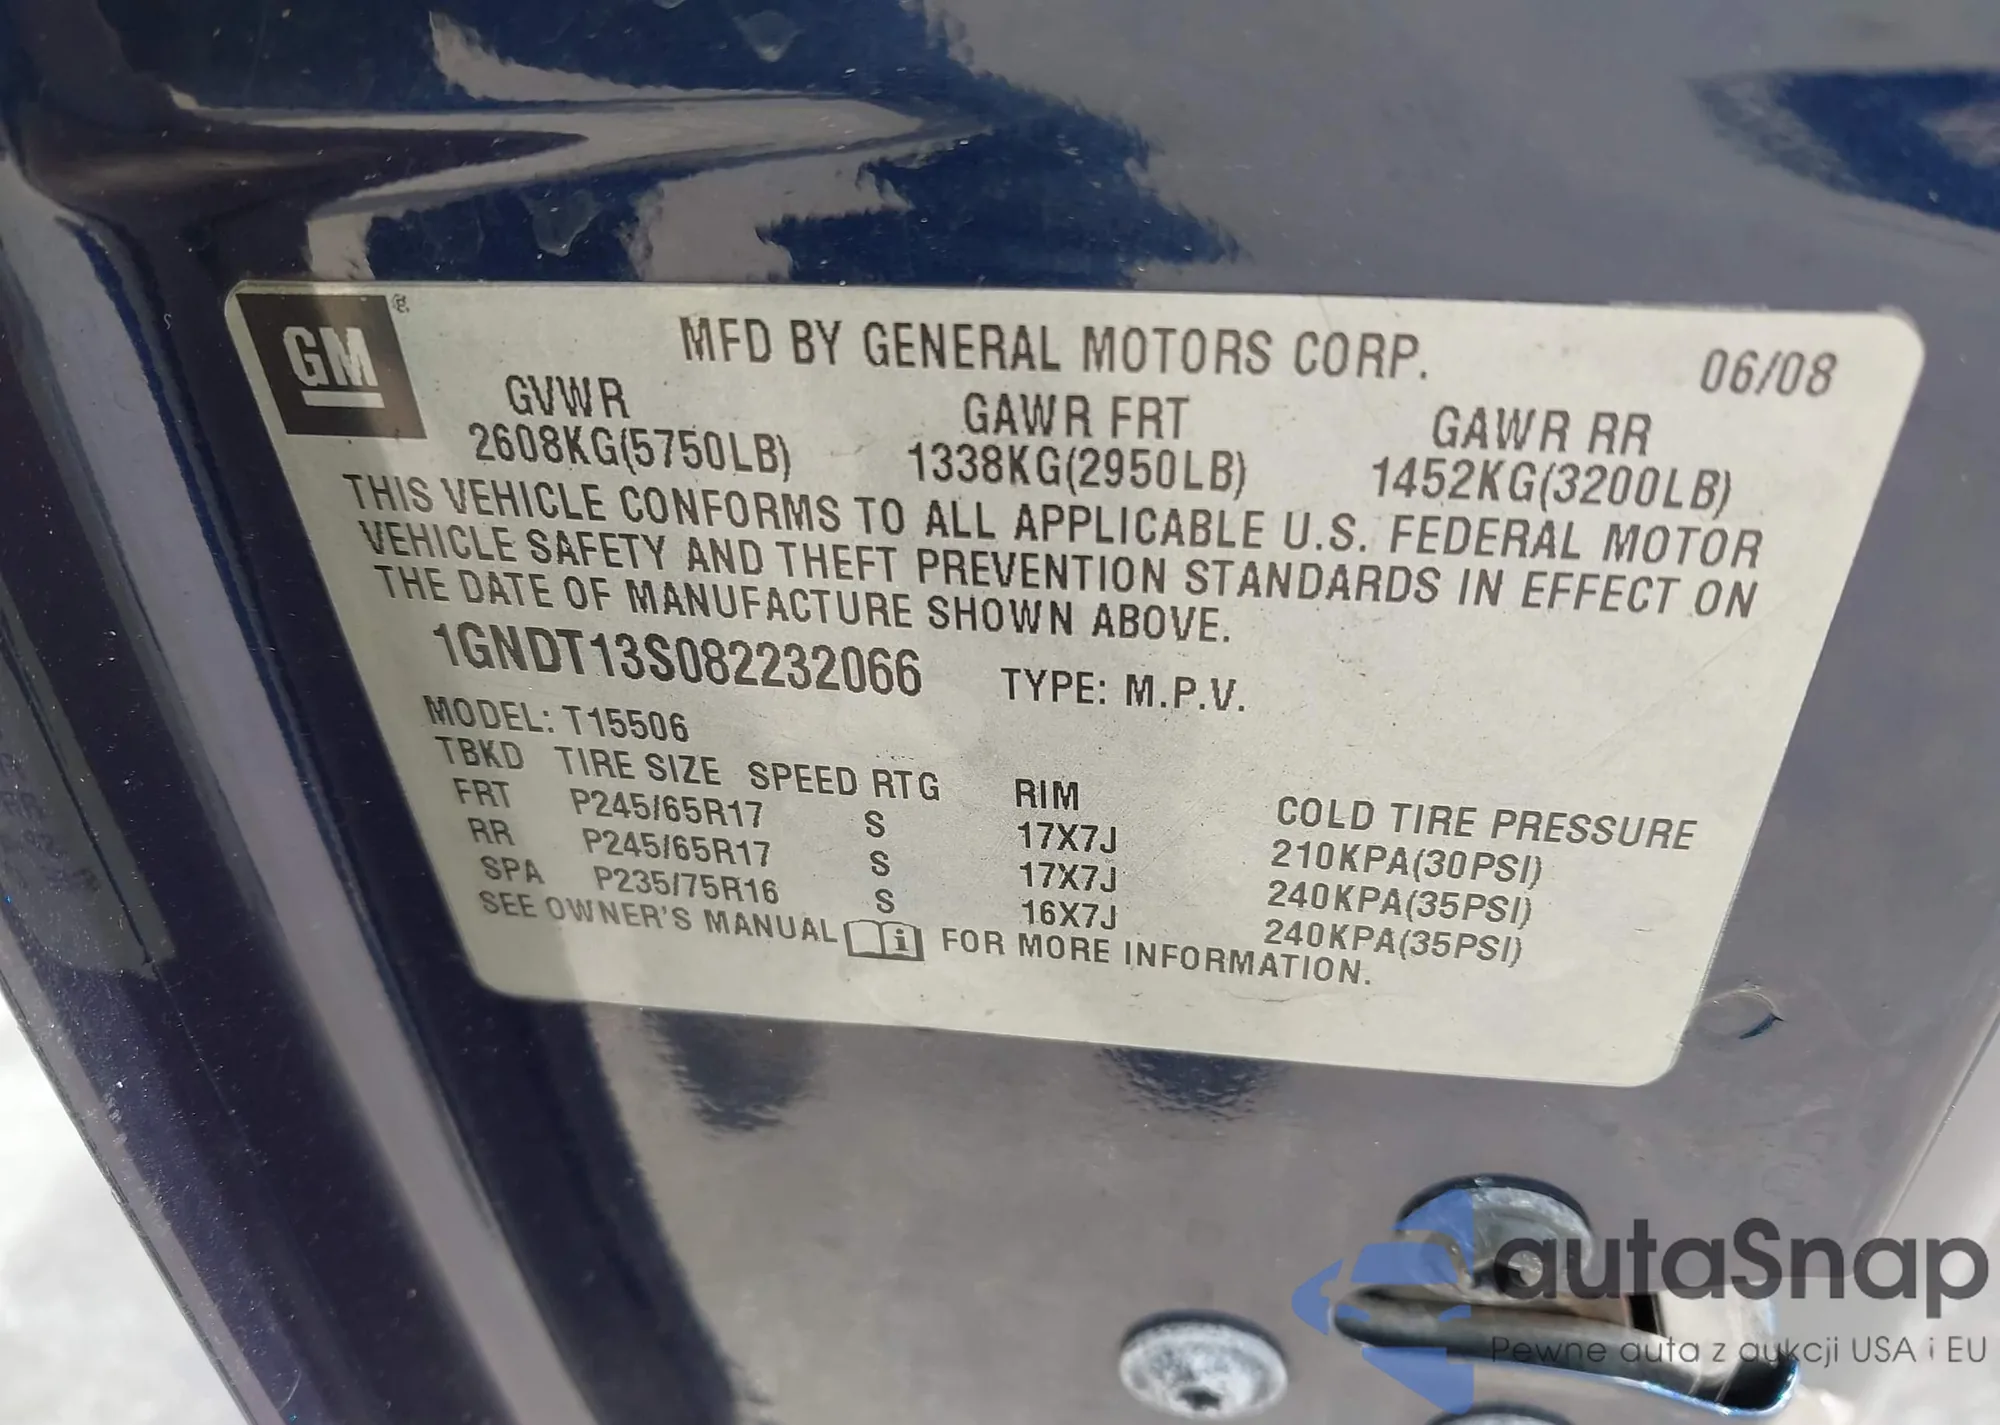 GM ®
MFD BY GENERAL MOTORS CORP. 06/08
GVWR GAWR FRT GAWR RR
2608KG(5750LB) 1338KG(2950LB) 1452KG(3200LB)
THIS VEHICLE CONFORMS TO ALL APPLICABLE U.S. FEDERAL MOTOR
VEHICLE SAFETY AND THEFT PREVENTION STANDARDS IN EFFECT ON
THE DATE OF MANUFACTURE SHOWN ABOVE.
1GNDT13S082232066 TYPE: M.P.V.
MODEL: T15506
TBKD TIRE SIZE SPEED RTG RIM COLD TIRE PRESSURE
FRT P245/65R17 S 17X7J 210KPA(30PSI)
RR P245/65R17 S 17X7J 240KPA(35PSI)
SPA P235/75R16 S 16X7J 240KPA(35PSI)
SEE OWNER'S MANUAL i FOR MORE INFORMATION.
autaSnap
Pewne auta z aukcji USA i EU